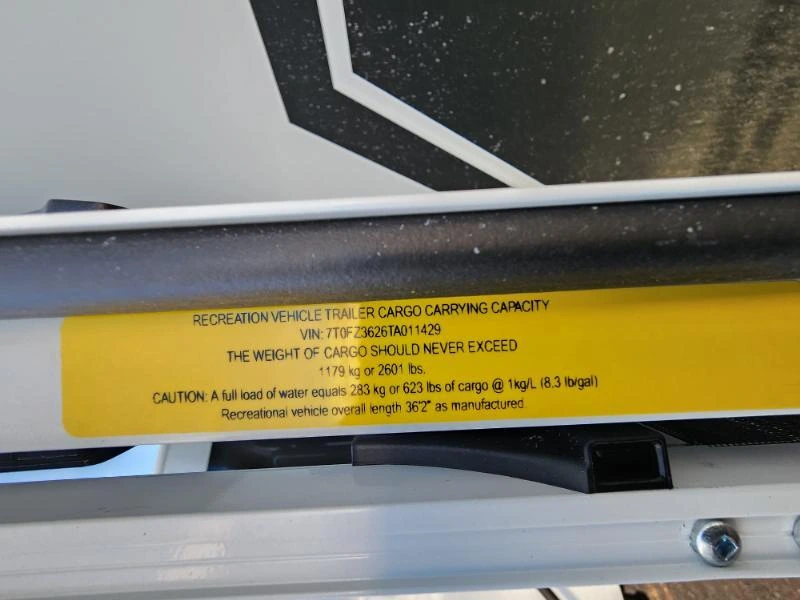 RECREATION VEHICLE TRAILER CARGO CARRYING CAPACITY
VIN: 7T0FZ3626TA011429
THE WEIGHT OF CARGO SHOULD NEVER EXCEED
1179 kg or 2601 lbs.
CAUTION: A full load of water equals 283 kg or 623 lbs of cargo @ 1kg/L (8.3 lb/gal)
Recreational vehicle overall length 36'2" as manufactured.